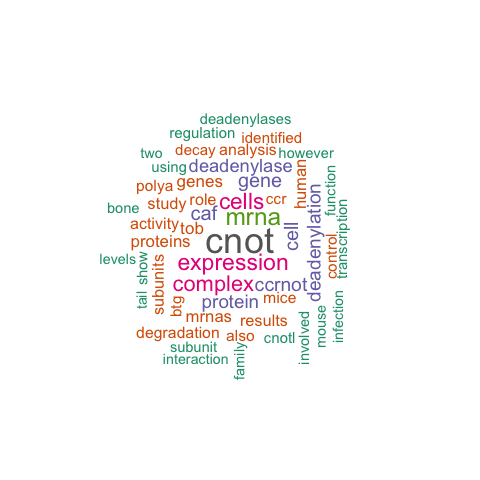 deadenylases
regulation identified
two decay analysis however
using deadenylase
polya genes gene human function
bone study role cells ccr
caf mrna deadenylation transcription
activity tob cell
proteins cnot control
levels show expression
tail subunits complex ccrnot
btg protein mice infection
mrnas results mouse
degradation also cnotl involved
subunit family
interaction